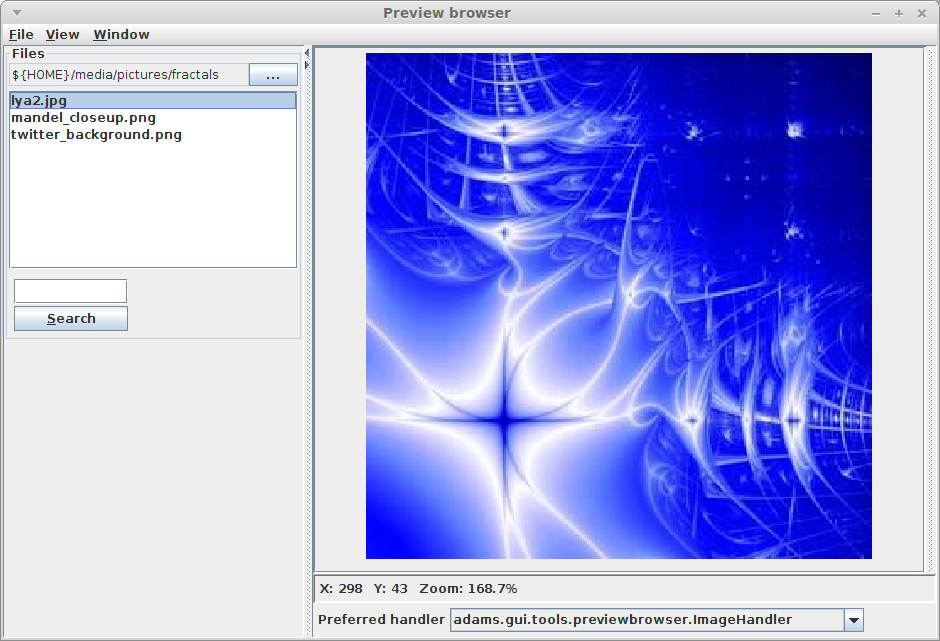 Preview browser
File View Window
Files
${HOME}/media/pictures/fractals
...
lya2.jpg
mandel_closeup.png
twitter_background.png
Search
X: 298 Y: 43 Zoom: 168.7%
Preferred handler adams.gui.tools.previewbrowser.ImageHandler